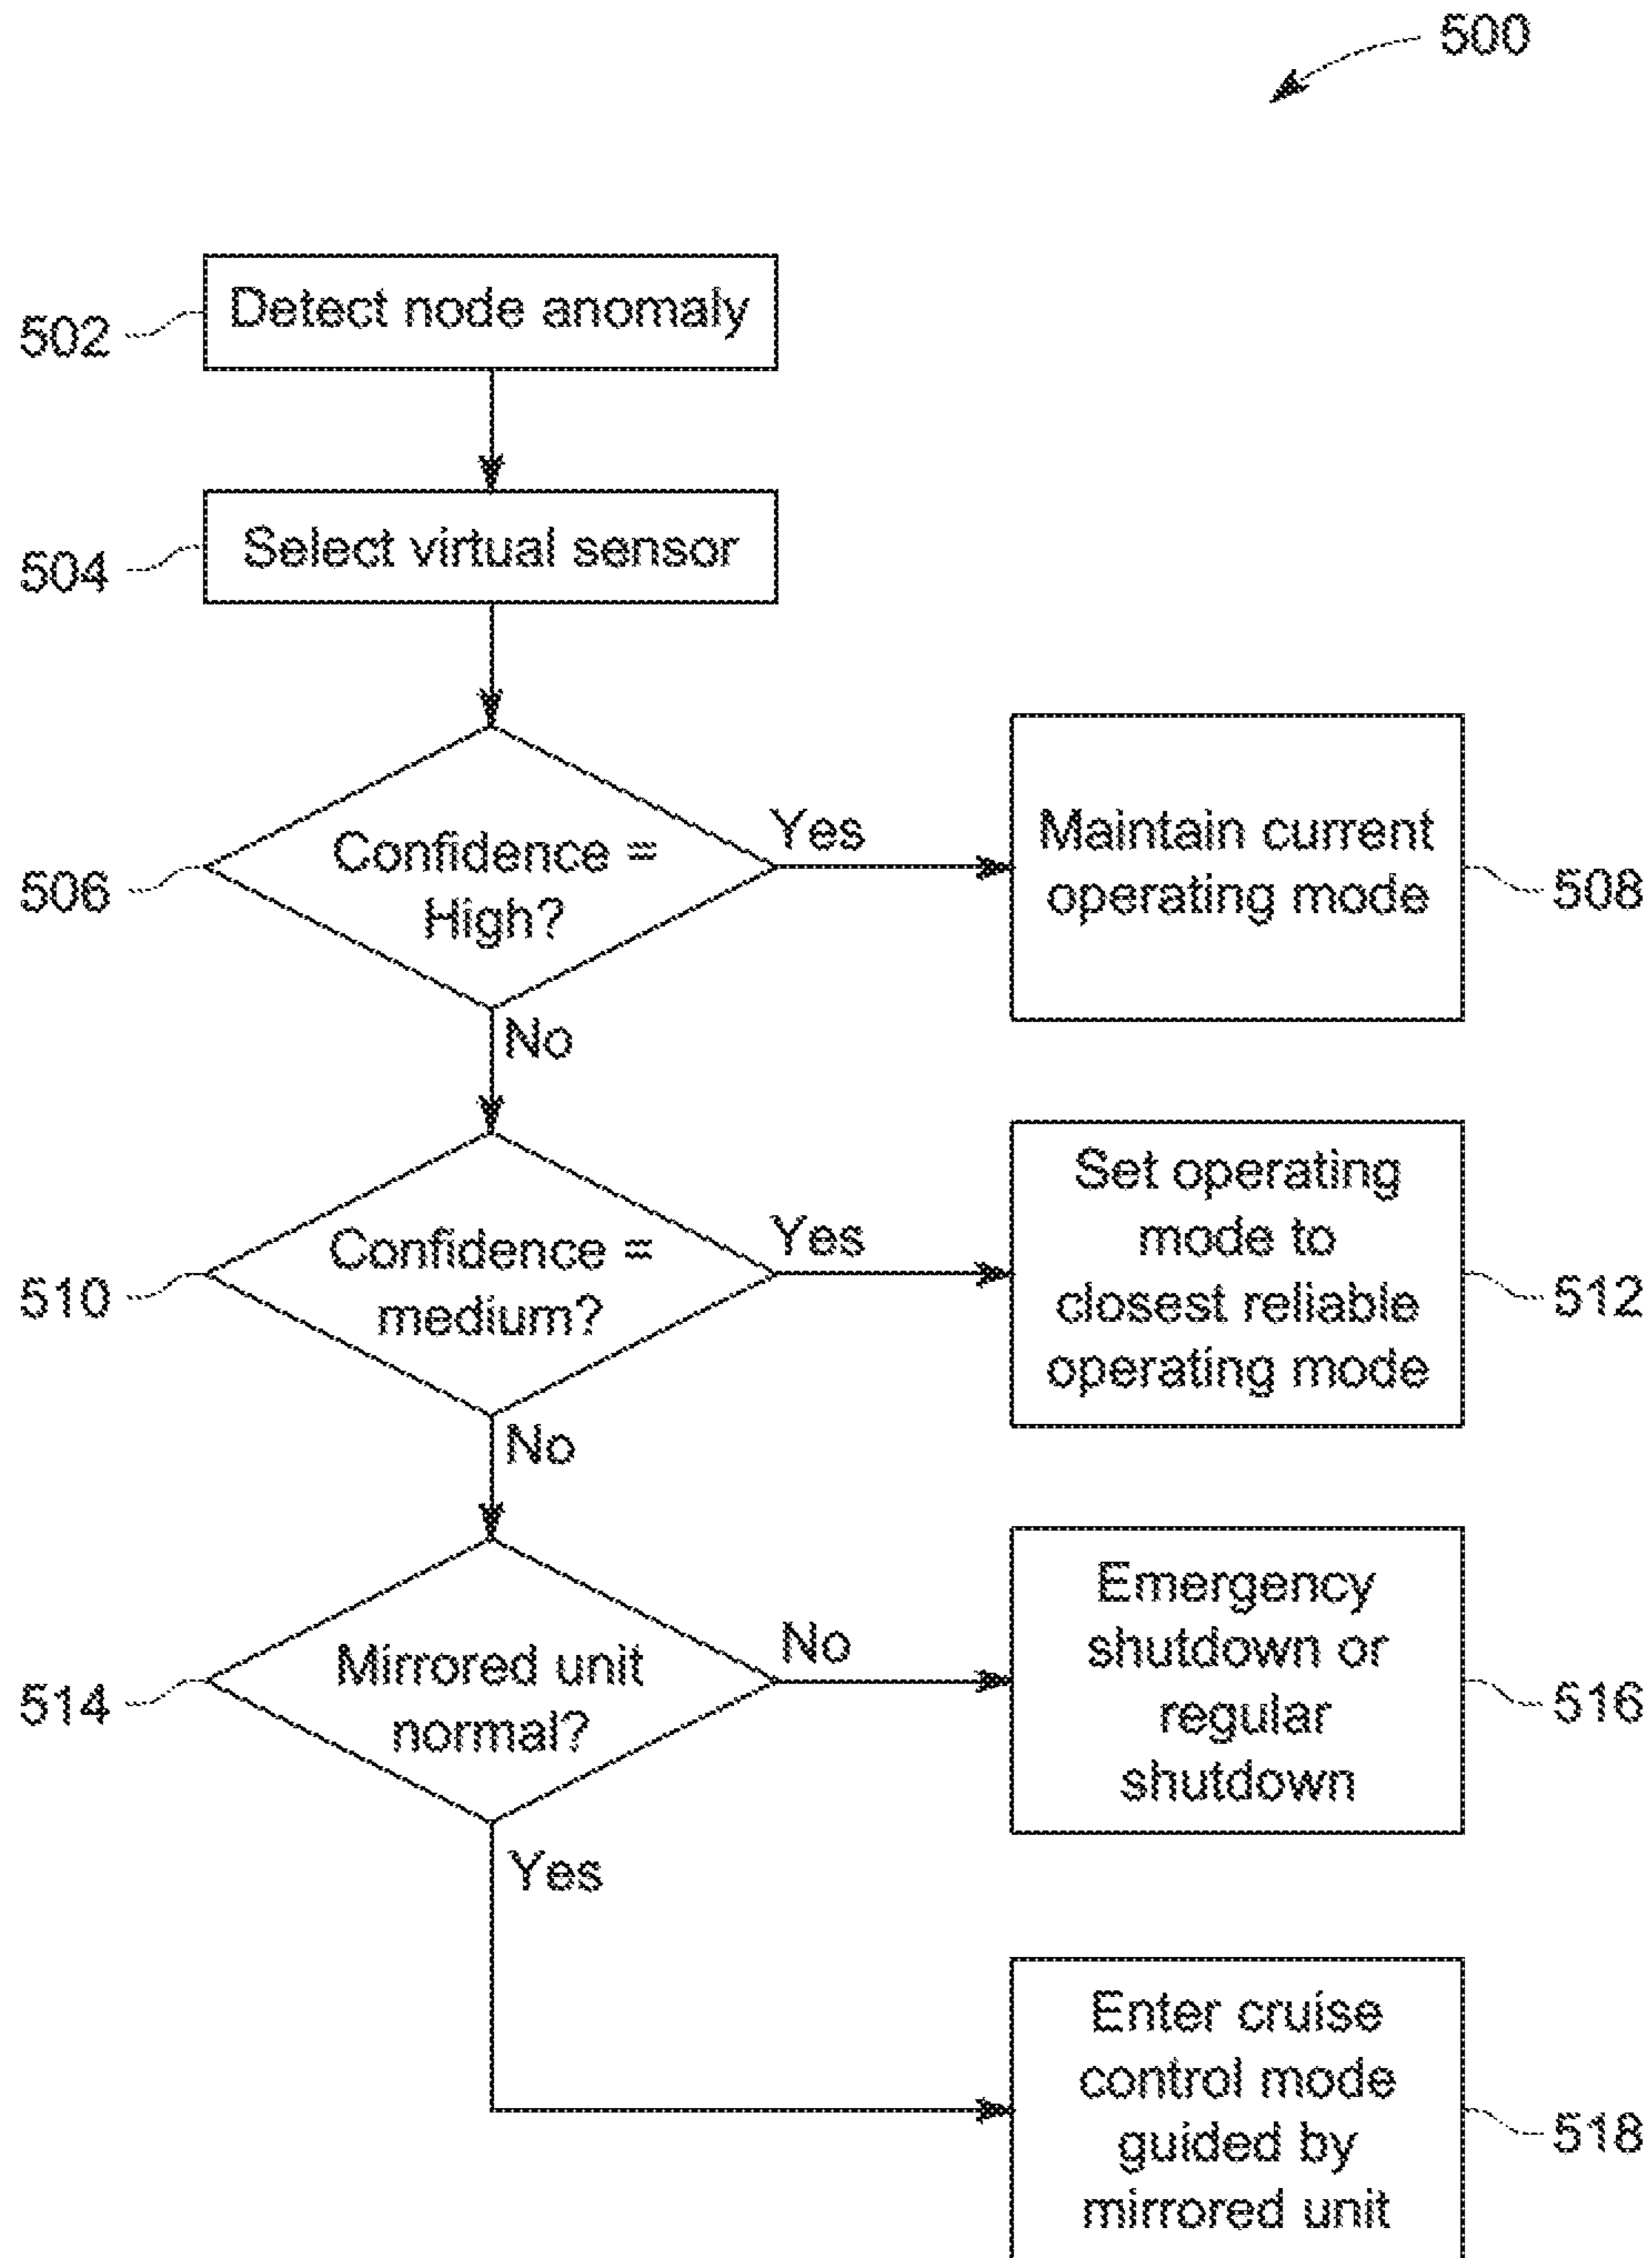 500
502
Detect node anomaly
504
Select virtual sensor
506
Confidence =
High?
Yes
Maintain current
operating mode
508
No
510
Confidence =
medium?
Yes
Set operating
mode to
closest reliable
operating mode
512
No
514
Mirrored unit
normal?
No
Emergency
shutdown or
regular
shutdown
516
Yes
Enter cruise
control mode
guided by
mirrored unit
518